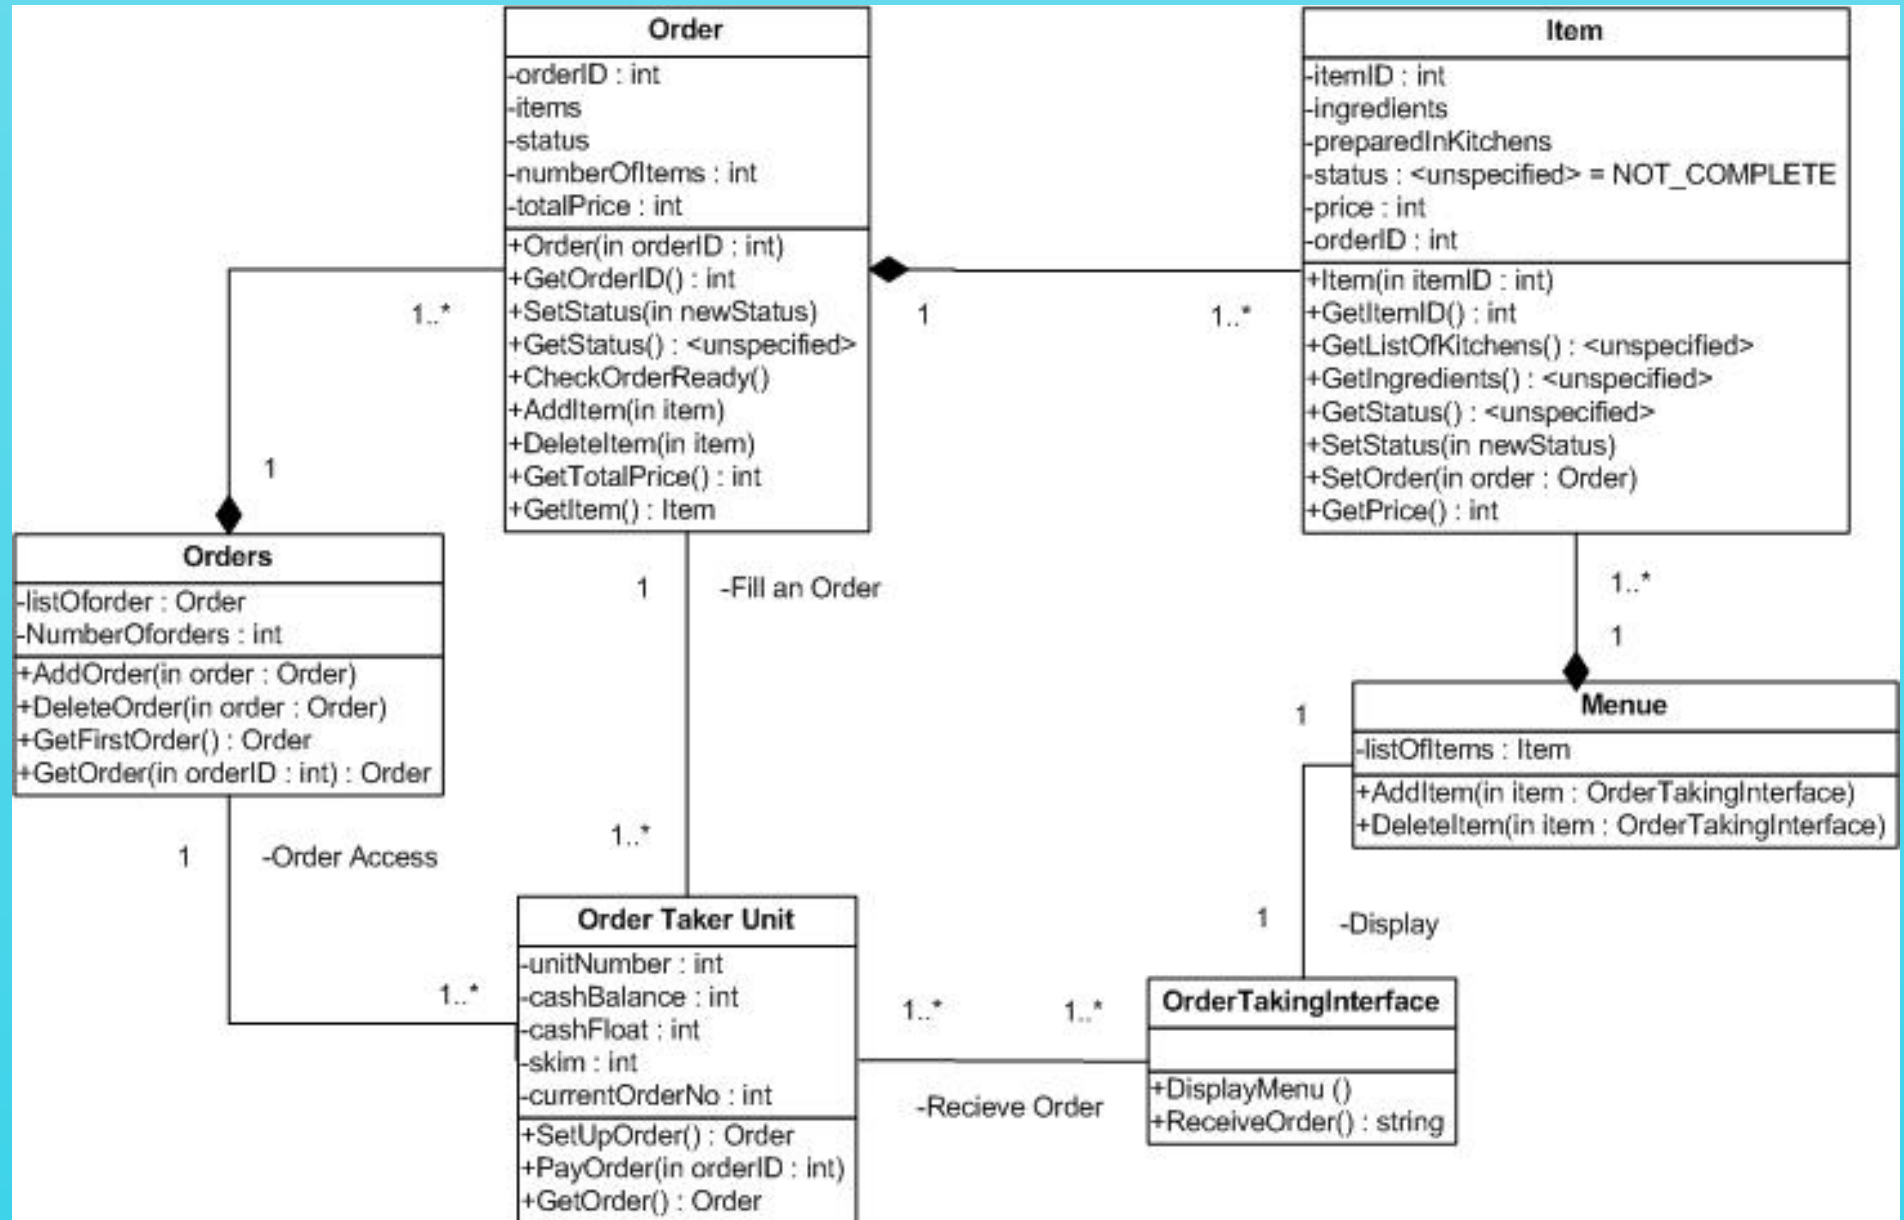 Order
-orderID : int
-items
-status
-numberOfItems : int
-totalPrice : int
+Order(in orderID : int)
+GetOrderID() : int
+SetStatus(in newStatus)
+GetStatus() : <unspecified>
+CheckOrderReady()
+AddItem(in item)
+DeleteItem(in item)
+GetTotalPrice() : int
+GetItem() : Item
Item
-itemID : int
-ingredients
-preparedInKitchens
-status : <unspecified> = NOT_COMPLETE
-price : int
-orderID : int
+Item(in itemID : int)
+GetItemID() : int
+GetListOfKitchens() : <unspecified>
+GetIngredients() : <unspecified>
+GetStatus() : <unspecified>
+SetStatus(in newStatus)
+SetOrder(in order : Order)
+GetPrice() : int
1..*
1
1
1..*
Orders
-listOforder : Order
-NumberOforders : int
+AddOrder(in order : Order)
+DeleteOrder(in order : Order)
+GetFirstOrder() : Order
+GetOrder(in orderID : int) : Order
1
-Fill an Order
1..*
1..*
1
Menue
-listOfItems : Item
+AddItem(in item : OrderTakingInterface)
+DeleteItem(in item : OrderTakingInterface)
1
1
-Display
1
-Order Access
1..*
Order Taker Unit
-unitNumber : int
-cashBalance : int
-cashFloat : int
-skim : int
-currentOrderNo : int
+SetUpOrder() : Order
+PayOrder(in orderID : int)
+GetOrder() : Order
1..*
1..*
-Recieve Order
OrderTakingInterface
+DisplayMenu ()
+ReceiveOrder() : string